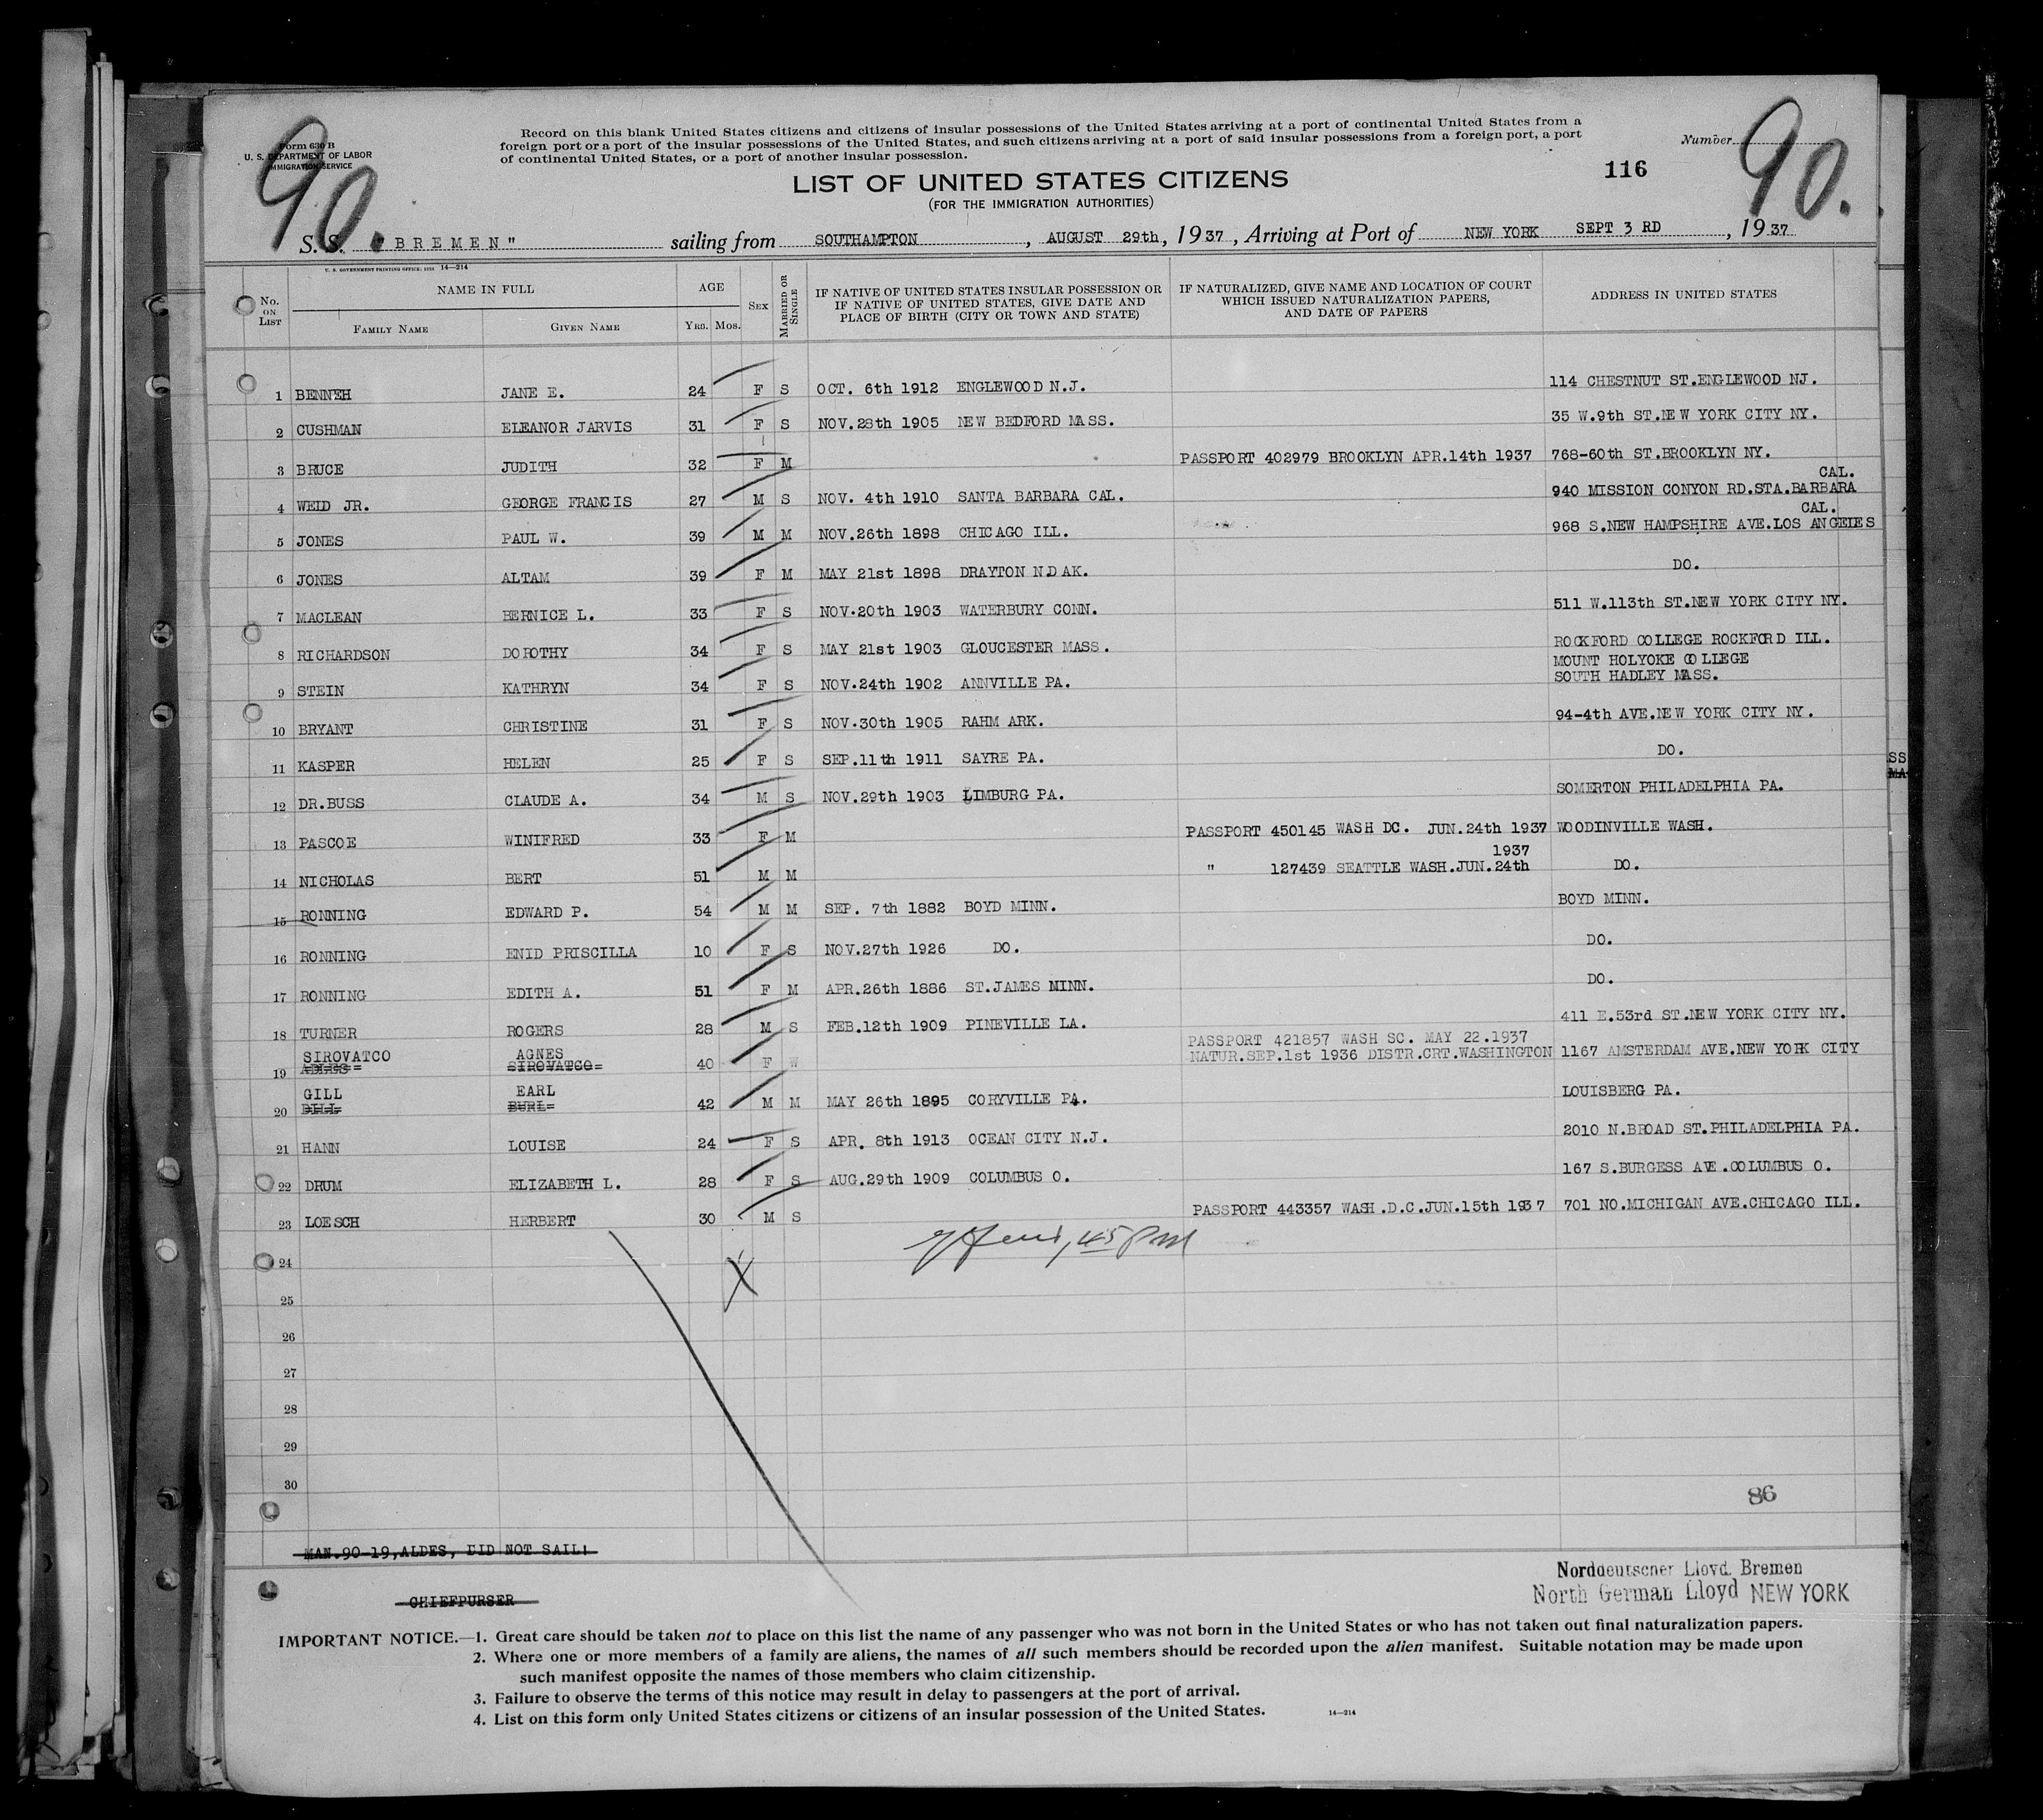 90.
Form 630 B
U. S. DEPARTMENT OF LABOR
IMMIGRATION SERVICE
Record on this blank United States citizens and citizens of insular possessions of the United States arriving at a port of continental United States from a
foreign port or a port of the insular possessions of the United States, and such citizens arriving at a port of said insular possessions from a foreign port, a port
of continental United States, or a port of another insular possession.
Number
90.
116
LIST OF UNITED STATES CITIZENS
(FOR THE IMMIGRATION AUTHORITIES)
S. S. "BREMEN" sailing from SOUTHAMPTON, AUGUST 29th, 1937, Arriving at Port of NEW YORK SEPT 3 RD, 1937
U. S. GOVERNMENT PRINTING OFFICE: 14—214
No. ON LIST
NAME IN FULL
FAMILY NAME GIVEN NAME
AGE
YRS. MOS.
SEX
MARRIED OR SINGLE
IF NATIVE OF UNITED STATES INSULAR POSSESSION OR
IF NATIVE OF UNITED STATES, GIVE DATE AND
PLACE OF BIRTH (CITY OR TOWN AND STATE)
IF NATURALIZED, GIVE NAME AND LOCATION OF COURT
WHICH ISSUED NATURALIZATION PAPERS,
AND DATE OF PAPERS
ADDRESS IN UNITED STATES
1 JANE E. 24 F S OCT. 6th 1912 ENGLEWOOD N.J. 114 CHESTNUT ST.ENGLEWOOD NJ.
2 CUSHMAN ELEANOR JARVIS 31 F S NOV.28th 1905 NEW BEDFORD MASS. 35 W.9th ST.NEW YORK CITY NY.
3 BRUCE JUDITH 32 F M PASSPORT 402979 BROOKLYN APR.14th 1937 768-60th ST.BROOKLYN NY.
CAL.
4 WEID JR. GEORGE FRANCIS 27 M S NOV. 4th 1910 SANTA BARBARA CAL. 940 MISSION CONYON RD.STA.BARBARA
CAL.
5 JONES PAUL W. 39 M M NOV.26th 1898 CHICAGO ILL. 968 S.NEW HAMPSHIRE AVE.LOS ANGELES
6 JONES ALTAM 39 F M MAY 21st 1898 DRAYTON N.DAK. DO.
7 MACLEAN BERNICE L. 33 F S NOV.20th 1903 WATERBURY CONN. 511 W.113th ST.NEW YORK CITY NY.
8 RICHARDSON DOROTHY 34 F S MAY 21st 1903 GLOUCESTER MASS. ROCKFORD COLLEGE ROCKFORD ILL.
MOUNT HOLYOKE COLLEGE
9 STEIN KATHRYN 34 F S NOV.24th 1902 ANNVILLE PA. SOUTH HADLEY MASS.
10 BRYANT CHRISTINE 31 F S NOV.30th 1905 RAHM ARK. 94-4th AVE.NEW YORK CITY NY.
11 KASPER HELEN 25 F S SEP.11th 1911 SAYRE PA. DO.
SS
MA
12 DR.BUSS CLAUDE A. 34 M S NOV.29th 1903 LIMBURG PA. SOMERTON PHILADELPHIA PA.
13 PASCOE WINIFRED 33 F M PASSPORT 450145 WASH DC. JUN.24th 1937 WOODINVILLE WASH.
1937
14 NICHOLAS BERT 51 M M " 127439 SEATTLE WASH.JUN.24th DO.
15 RONNING EDWARD P. 54 M M SEP. 7th 1882 BOYD MINN. BOYD MINN.
16 RONNING ENID PRISCILLA 10 F S NOV.27th 1926 DO. DO.
17 RONNING EDITH A. 51 F M APR.26th 1886 ST.JAMES MINN. DO.
18 TURNER ROGERS 28 M S FEB.12th 1909 PINEVILLE LA. 411 E.53rd ST.NEW YORK CITY NY.
PASSPORT 421857 WASH SC. MAY 22.1937
SIROVATCO AGNES NATUR.SEP.1st 1936 DISTR.CRT.WASHINGTON 1167 AMSTERDAM AVE.NEW YORK CITY
19 SIROVATCO= 40 F W
GILL EARL LOUISBERG PA.
20 BILL BURL= 42 M M MAY 26th 1895 CORYVILLE PA.
21 HANN LOUISE 24 F S APR. 8th 1913 OCEAN CITY N.J. 2010 N.BROAD ST.PHILADELPHIA PA.
22 DRUM ELIZABETH L. 28 F S AUG.29th 1909 COLUMBUS O. 167 S.BURGESS AVE.COLUMBUS O.
23 LOESCH HERBERT 30 M S PASSPORT 443357 WASH.D.C.JUN.15th 1937 701 NO.MICHIGAN AVE.CHICAGO ILL.
45 PM
24
X
25
26
27
28
29
30
86
MAN.90-19,ALDES, DID NOT SAIL!
CHIEFPURSER
Norddeutscher Lloyd Bremen
North German Lloyd NEW YORK
IMPORTANT NOTICE.—1. Great care should be taken not to place on this list the name of any passenger who was not born in the United States or who has not taken out final naturalization papers.
2. Where one or more members of a family are aliens, the names of all such members should be recorded upon the alien manifest. Suitable notation may be made upon
such manifest opposite the names of those members who claim citizenship.
3. Failure to observe the terms of this notice may result in delay to passengers at the port of arrival.
4. List on this form only United States citizens or citizens of an insular possession of the United States.
14—214